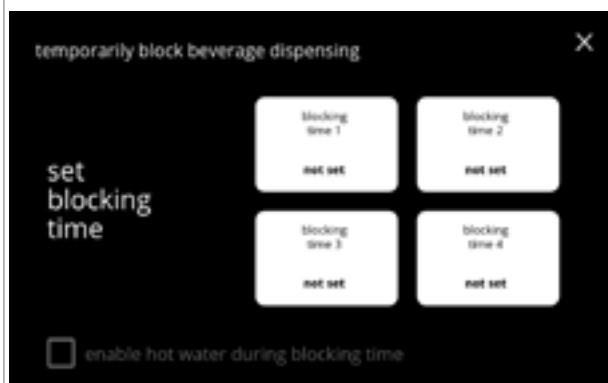 temporarily block beverage dispensing
set
blocking
time
blocking
time 1
not set
blocking
time 2
not set
blocking
time 3
not set
blocking
time 4
not set
enable hot water during blocking time